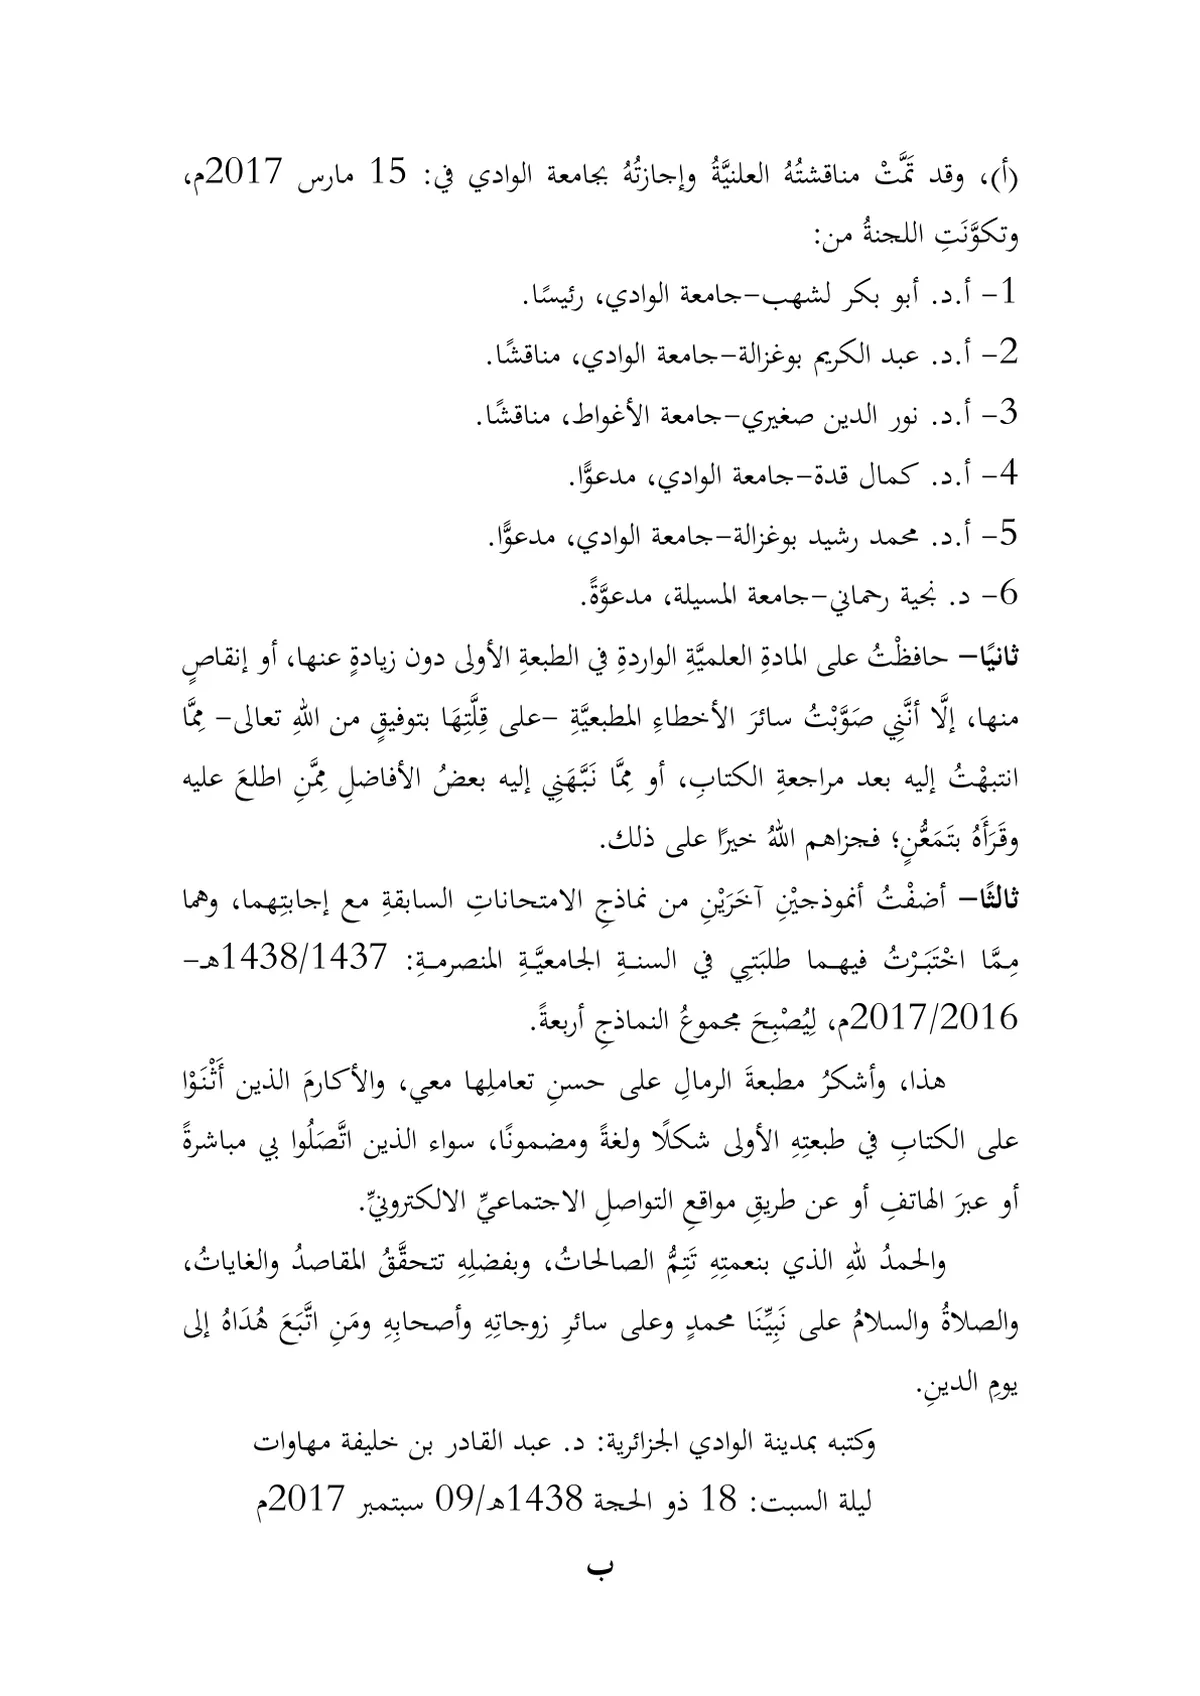 (أ)، وقد تَمَّتْ مناقشتُهُ العلنيَّةُ وإجازتُهُ بجامعة الوادي في: 15 مارس 2017م،
وتكوَّنَتِ اللجنةُ من:
1- أ.د. أبو بكر لشهب-جامعة الوادي، رئيسًا.
2- أ.د. عبد الكريم بوغزالة-جامعة الوادي، مناقشًا.
3- أ.د. نور الدين صغيري-جامعة الأغواط، مناقشًا.
4- أ.د. كمال قدة-جامعة الوادي، مدعوًّا.
5- أ.د. محمد رشيد بوغزالة-جامعة الوادي، مدعوًّا.
6- د. نجية رحماني-جامعة المسيلة، مدعوَّةً.
ثانيًا- حافظْتُ على المادةِ العلميَّةِ الواردةِ في الطبعةِ الأولى دون زيادةٍ عنها، أو إنقاصٍ
منها، إلَّا أنَّنِي صَوَّبْتُ سائرَ الأخطاءِ المطبعيَّةِ -على قِلَّتِهَا بتوفيقٍ من اللهِ تعالى- مِمَّا
انتبهْتُ إليه بعد مراجعةِ الكتابِ، أو مِمَّا نَبَّهَنِي إليه بعضُ الأفاضلِ مِمَّنِ اطلعَ عليه
وقَرَأَهُ بتَمَعُّنٍ؛ فجزاهم اللهُ خيرًا على ذلك.
ثالثًا- أضفْتُ أنموذجيْنِ آخَرَيْنِ من نماذجِ الامتحاناتِ السابقةِ مع إجابتِهما، وهما
مِمَّا اخْتَبَرْتُ فيهما طلبَتِي في السنةِ الجامعيَّةِ المنصرمةِ: 1438/1437هـ-
2017/2016م، لِيُصْبِحَ مجموعُ النماذجِ أربعةً.
هذا، وأشكرُ مطبعةَ الرمالِ على حسنِ تعاملِها معي، والأكارمَ الذين أَثْنَوْا
على الكتابِ في طبعتِهِ الأولى شكلًا ولغةً ومضمونًا، سواء الذين اتَّصَلُوا بي مباشرةً
أو عبرَ الهاتفِ أو عن طريقِ مواقعِ التواصلِ الاجتماعيِّ الالكترونيِّ.
والحمدُ للهِ الذي بنعمتِهِ تَتِمُّ الصالحاتُ، وبفضلِهِ تتحقَّقُ المقاصدُ والغاياتُ،
والصلاةُ والسلامُ على نَبِيِّنَا محمدٍ وعلى سائرِ زوجاتِهِ وأصحابِهِ ومَنِ اتَّبَعَ هُدَاهُ إلى
يومِ الدينِ.
وكتبه بمدينة الوادي الجزائرية: د. عبد القادر بن خليفة مهاوات
ليلة السبت: 18 ذو الحجة 1438هـ/09 سبتمبر 2017م
ب